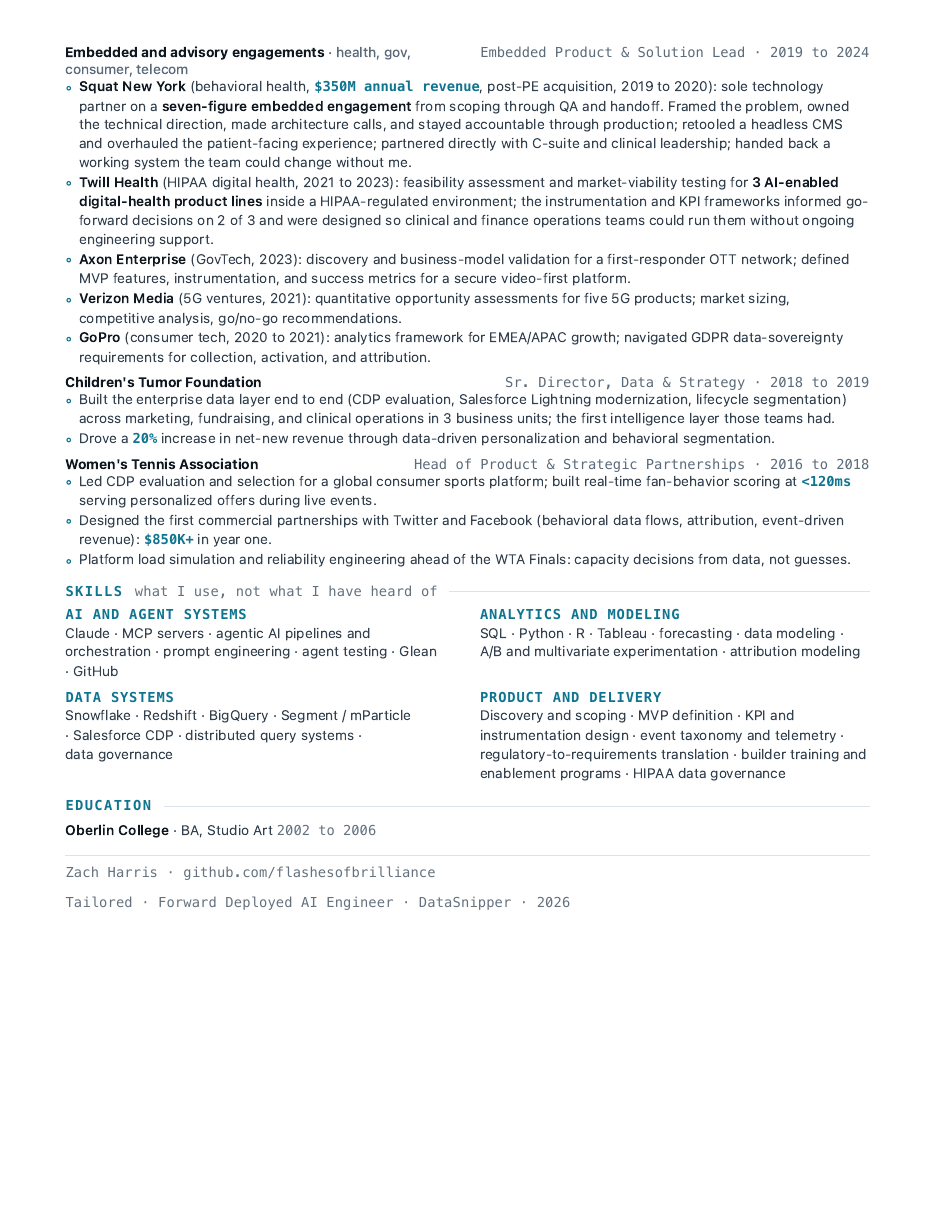 Embedded and advisory engagements · health, gov, consumer, telecom
Embedded Product & Solution Lead · 2019 to 2024
Squat New York (behavioral health, $350M annual revenue, post-PE acquisition, 2019 to 2020): sole technology
partner on a seven-figure embedded engagement from scoping through QA and handoff. Framed the problem, owned
the technical direction, made architecture calls, and stayed accountable through production; retooled a headless CMS
and overhauled the patient-facing experience; partnered directly with C-suite and clinical leadership; handed back a
working system the team could change without me.
Twill Health (HIPAA digital health, 2021 to 2023): feasibility assessment and market-viability testing for 3 AI-enabled
digital-health product lines inside a HIPAA-regulated environment; the instrumentation and KPI frameworks informed go-
forward decisions on 2 of 3 and were designed so clinical and finance operations teams could run them without ongoing
engineering support.
Axon Enterprise (GovTech, 2023): discovery and business-model validation for a first-responder OTT network; defined
MVP features, instrumentation, and success metrics for a secure video-first platform.
Verizon Media (5G ventures, 2021): quantitative opportunity assessments for five 5G products; market sizing,
competitive analysis, go/no-go recommendations.
GoPro (consumer tech, 2020 to 2021): analytics framework for EMEA/APAC growth; navigated GDPR data-sovereignty
requirements for collection, activation, and attribution.
Children's Tumor Foundation Sr. Director, Data & Strategy · 2018 to 2019
Built the enterprise data layer end to end (CDP evaluation, Salesforce Lightning modernization, lifecycle segmentation)
across marketing, fundraising, and clinical operations in 3 business units; the first intelligence layer those teams had.
Drove a 20% increase in net-new revenue through data-driven personalization and behavioral segmentation.
Women's Tennis Association Head of Product & Strategic Partnerships · 2016 to 2018
Led CDP evaluation and selection for a global consumer sports platform; built real-time fan-behavior scoring at <120ms
serving personalized offers during live events.
Designed the first commercial partnerships with Twitter and Facebook (behavioral data flows, attribution, event-driven
revenue): $850K+ in year one.
Platform load simulation and reliability engineering ahead of the WTA Finals: capacity decisions from data, not guesses.
SKILLS what I use, not what I have heard of
AI AND AGENT SYSTEMS
Claude · MCP servers · agentic AI pipelines and
orchestration · prompt engineering · agent testing · Glean
· GitHub
ANALYTICS AND MODELING
SQL · Python · R · Tableau · forecasting · data modeling ·
A/B and multivariate experimentation · attribution modeling
DATA SYSTEMS
Snowflake · Redshift · BigQuery · Segment / mParticle
· Salesforce CDP · distributed query systems ·
data governance
PRODUCT AND DELIVERY
Discovery and scoping · MVP definition · KPI and
instrumentation design · event taxonomy and telemetry ·
regulatory-to-requirements translation · builder training and
enablement programs · HIPAA data governance
EDUCATION
Oberlin College · BA, Studio Art 2002 to 2006
Zach Harris · github.com/flashesofbrilliance
Tailored · Forward Deployed AI Engineer · DataSnipper · 2026